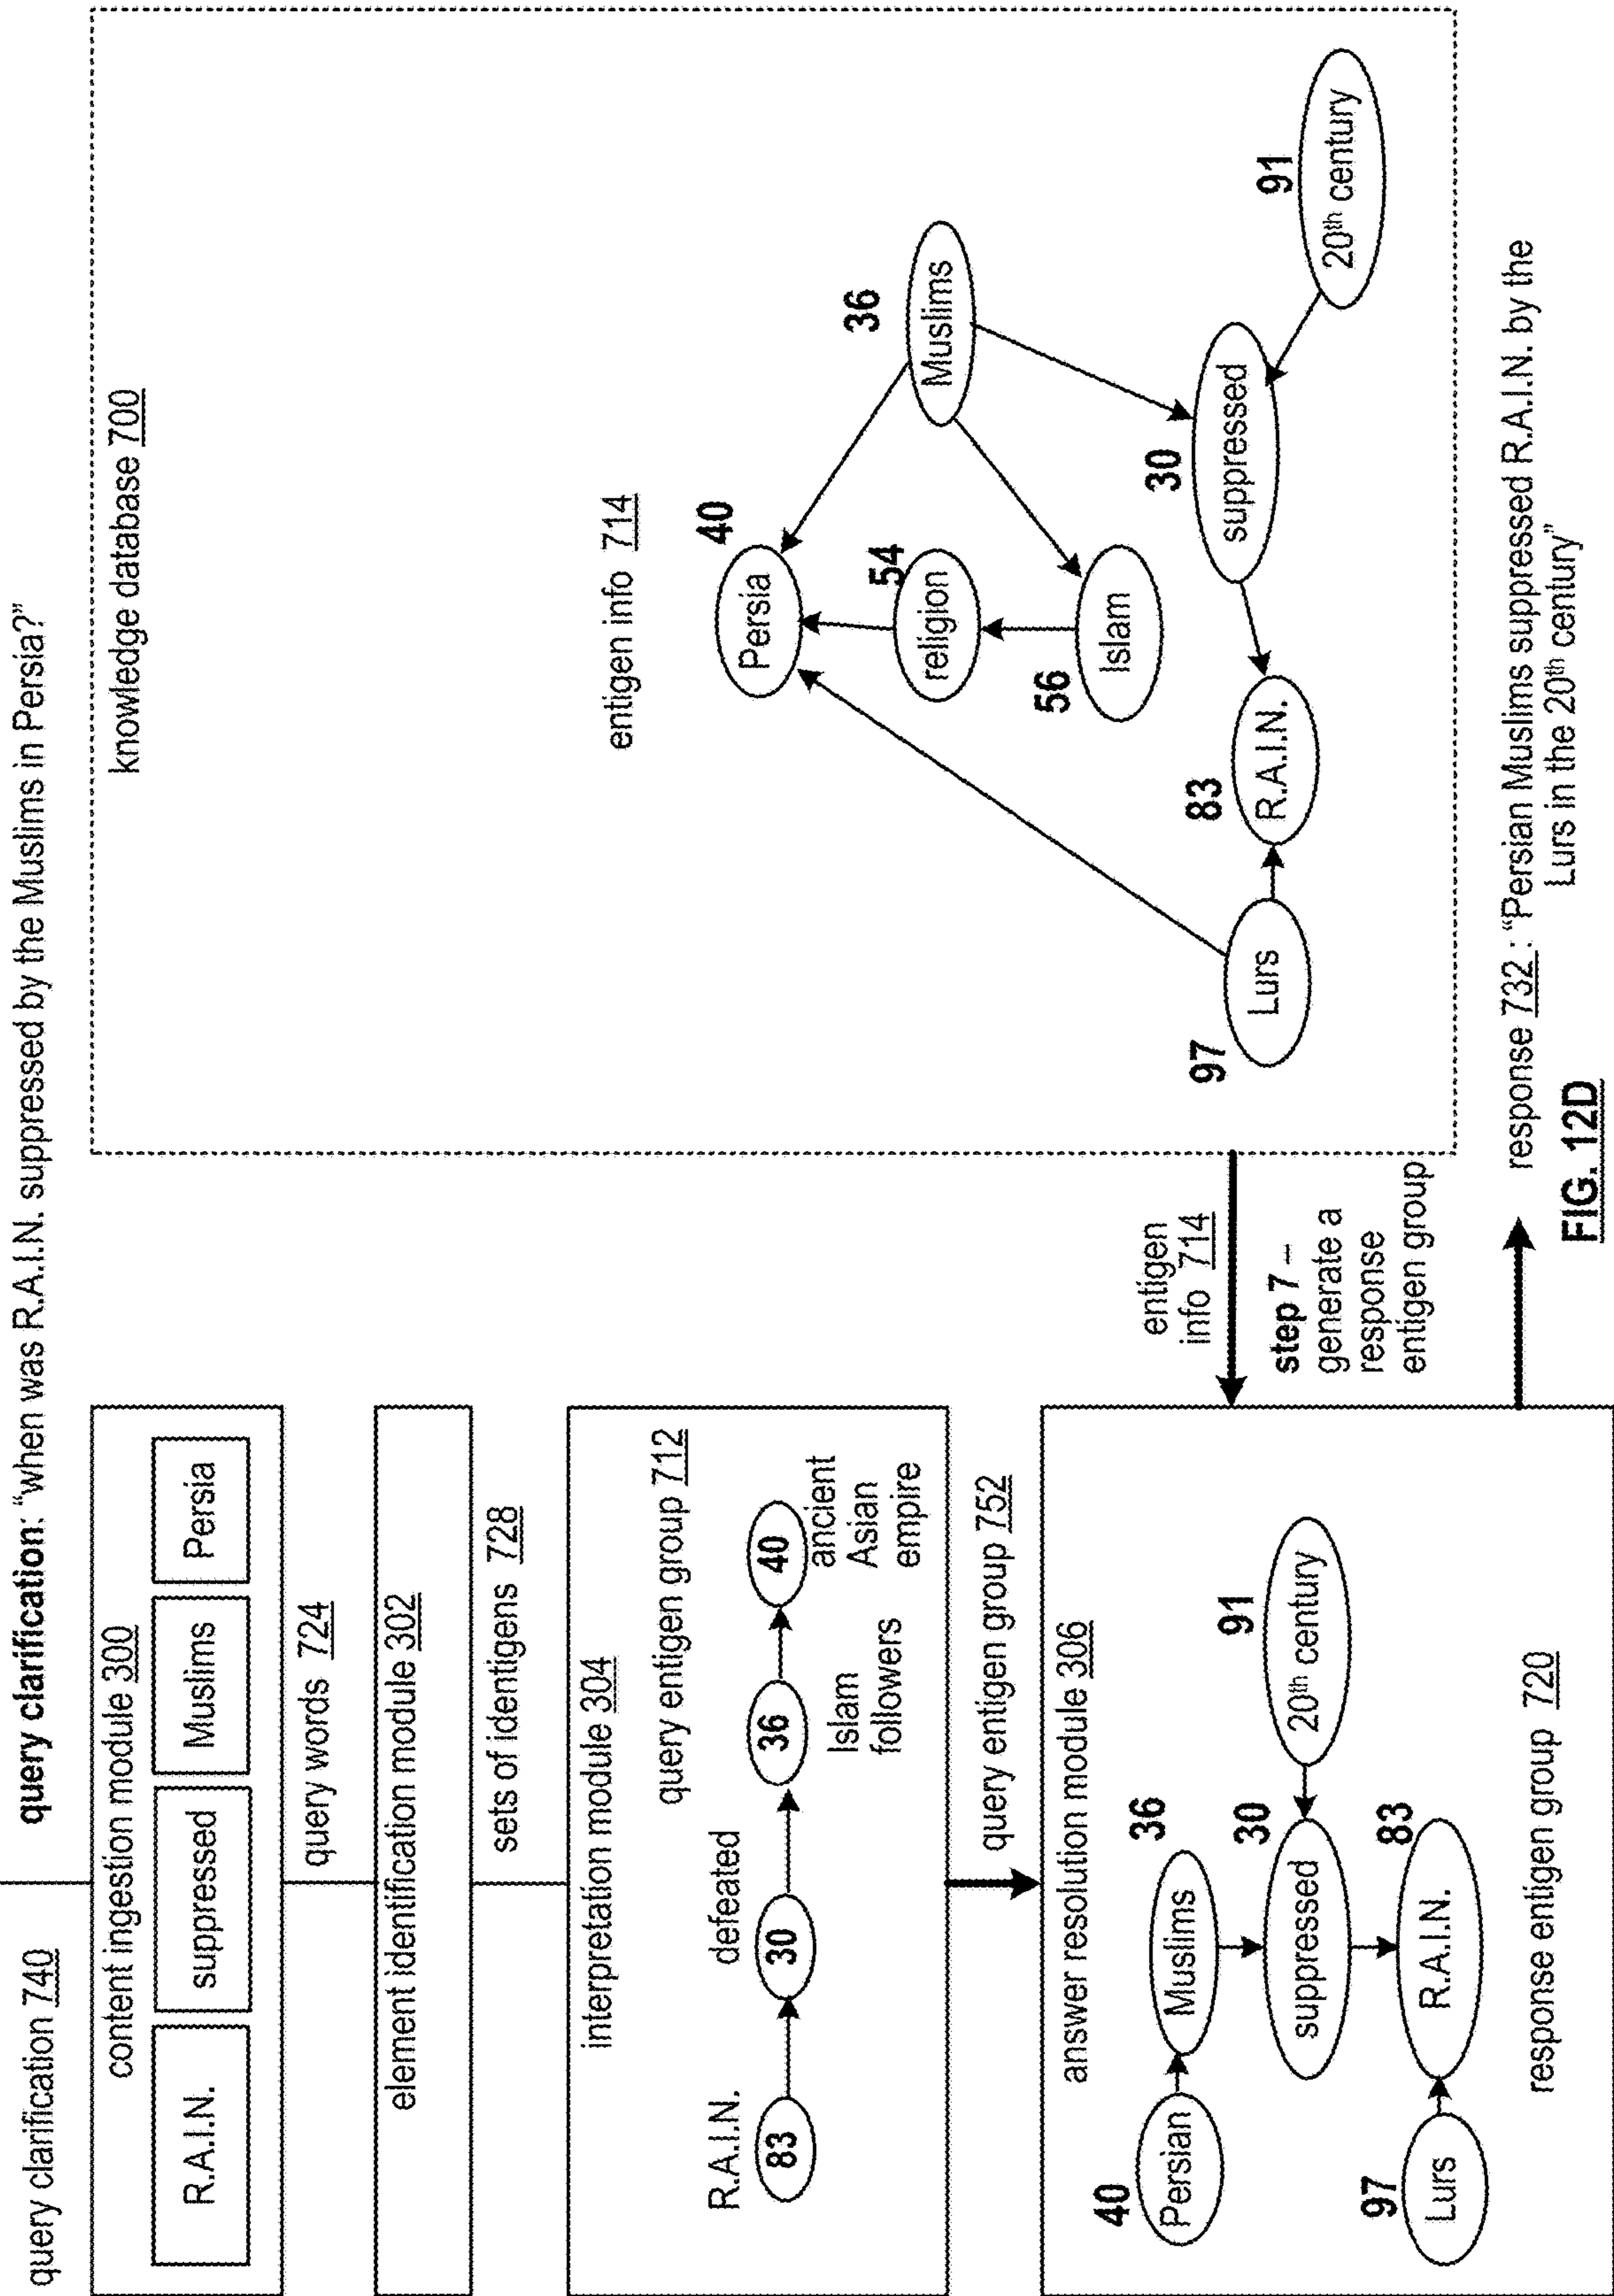 query clarification 740
query clarification: “when was R.A.I.N. suppressed by the Muslims in Persia?”
content ingestion module 300
R.A.I.N.
suppressed
Muslims
Persia
query words 724
element identification module 302
sets of identigens 728
interpretation module 304
query entigen group 712
R.A.I.N.
defeated
83
30
36
40
Islam
followers
ancient
Asian
empire
query entigen group 752
answer resolution module 306
40
Persian
36
Muslims
91
20th century
30
suppressed
97
Lurs
83
R.A.I.N.
response entigen group 720
knowledge database 700
entigen info 714
40
Persia
36
Muslims
54
religion
56
Islam
30
suppressed
91
20th century
97
Lurs
83
R.A.I.N.
entigen
info 714
step 7 –
generate a
response
entigen group
response 732 : “Persian Muslims suppressed R.A.I.N. by the
Lurs in the 20th century”
FIG. 12D